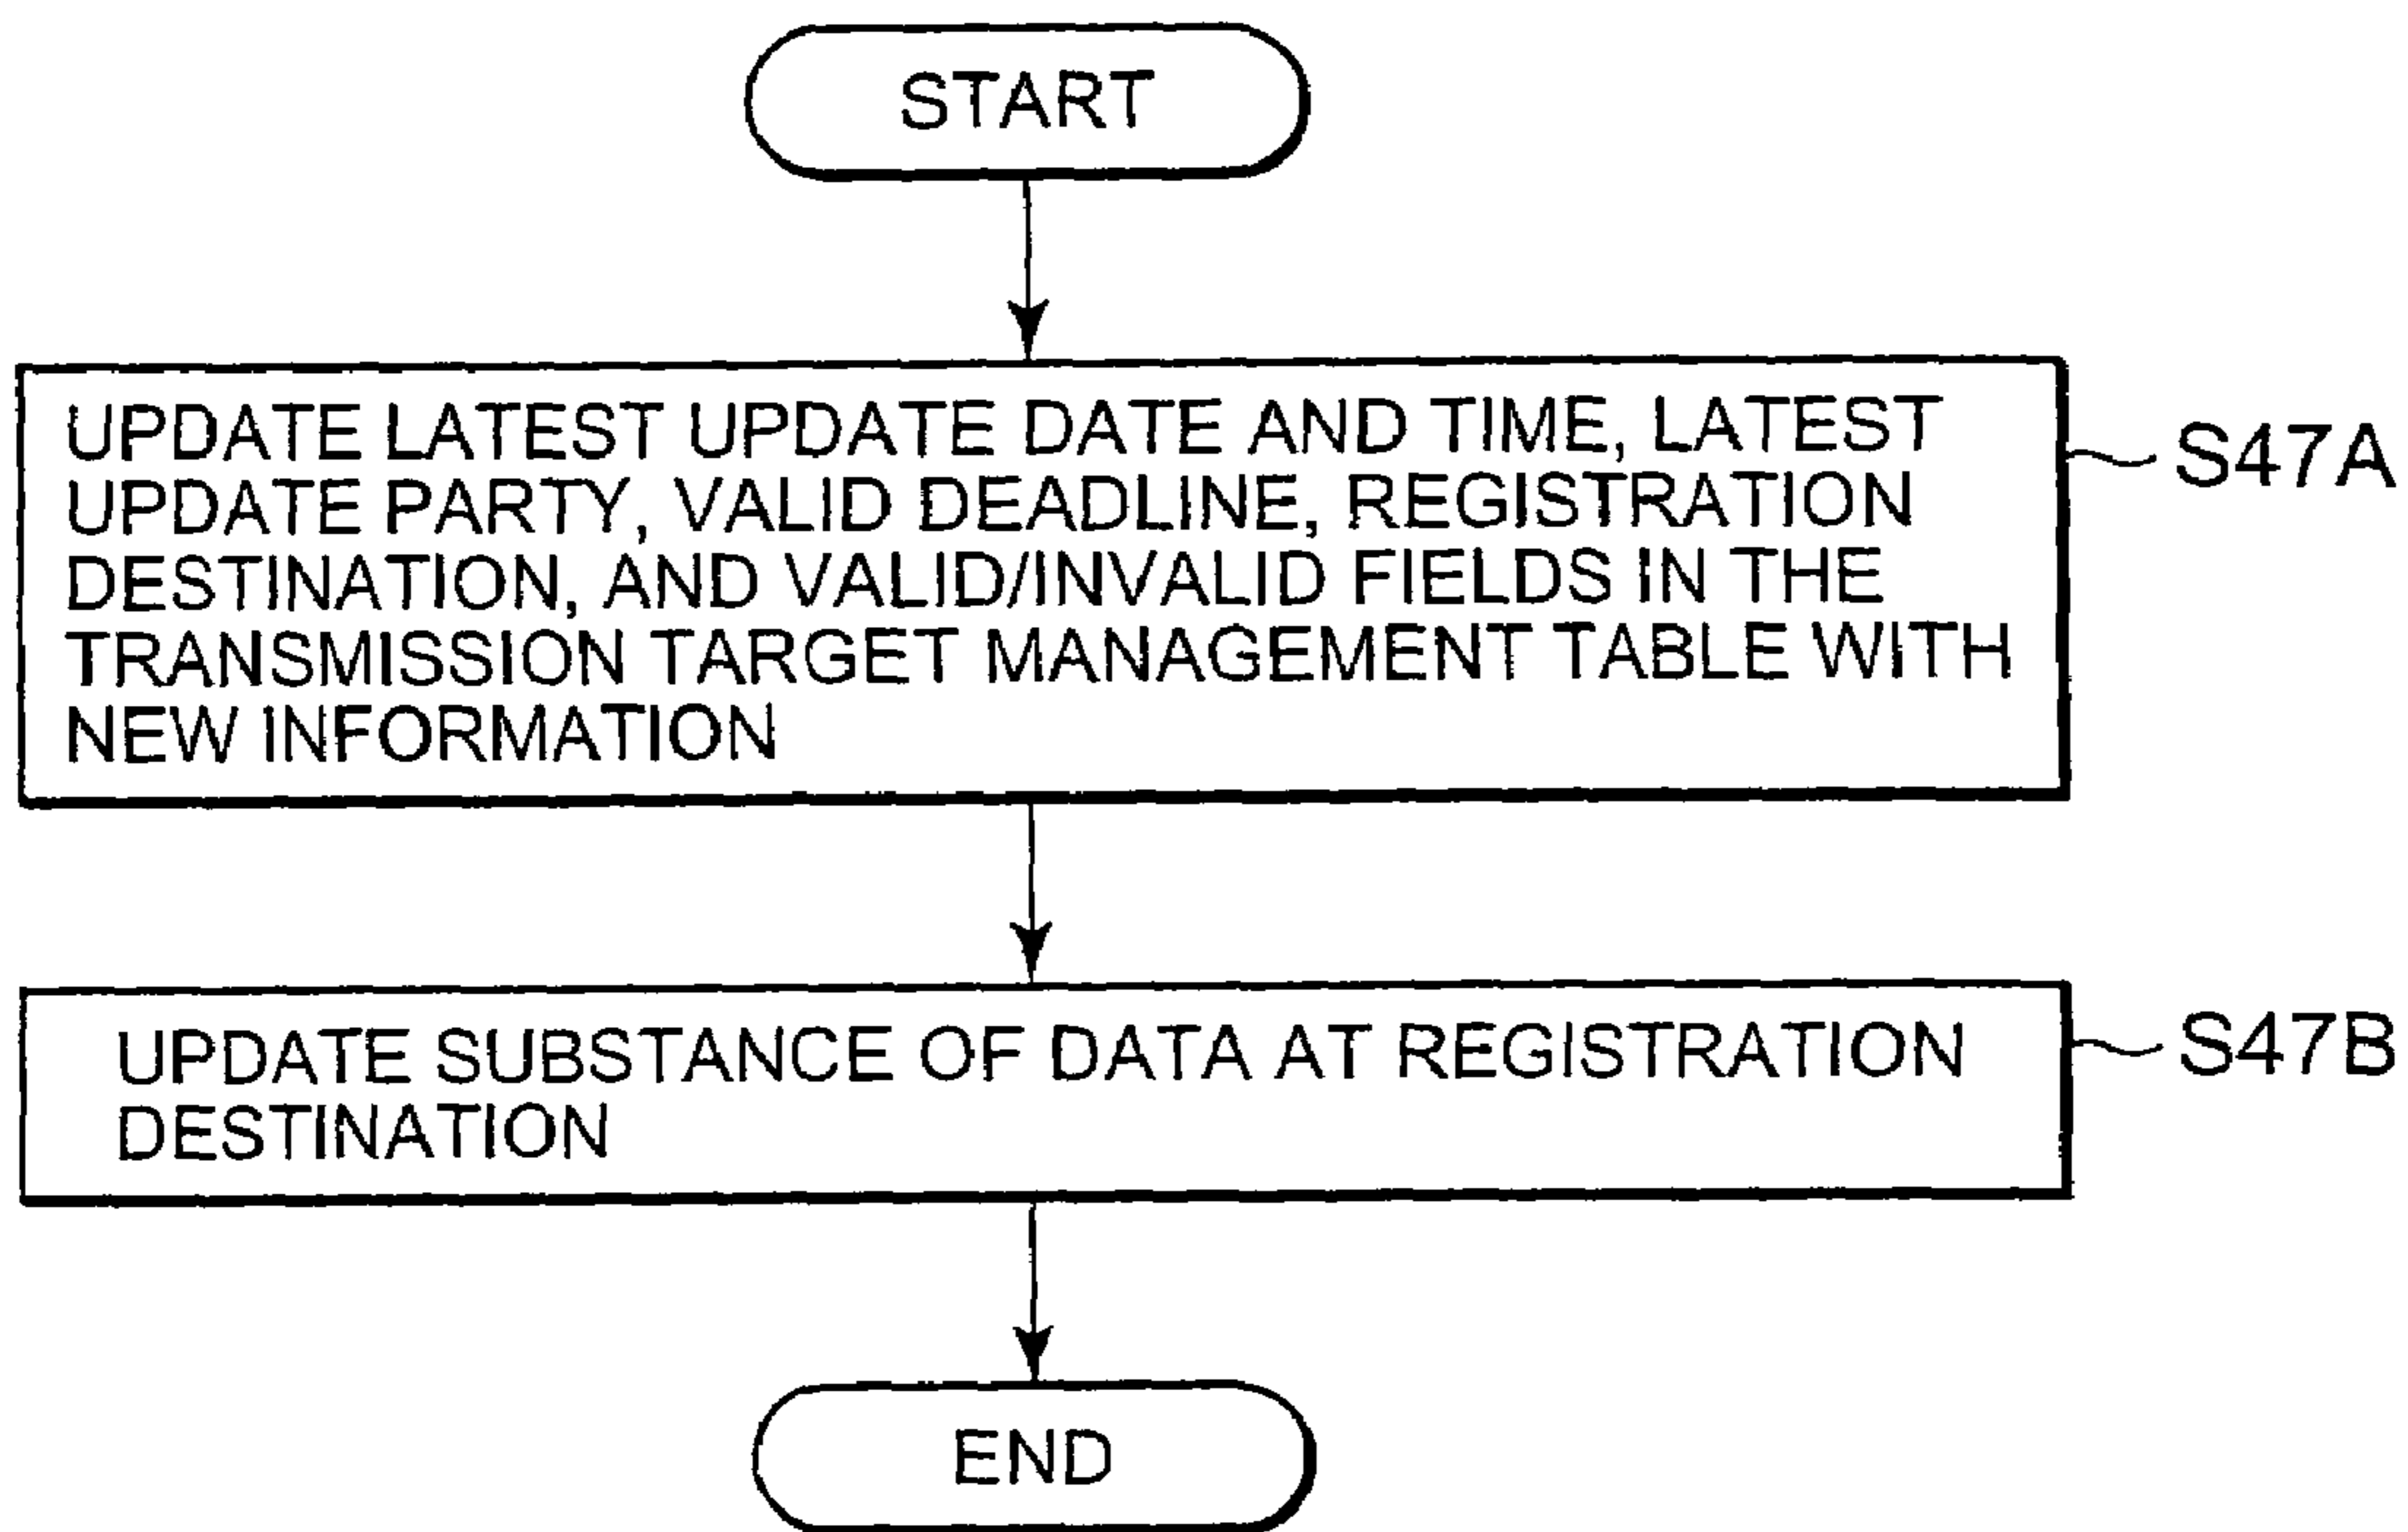 START
UPDATE LATEST UPDATE DATE AND TIME, LATEST
UPDATE PARTY, VALID DEADLINE, REGISTRATION
DESTINATION, AND VALID/INVALID FIELDS IN THE
TRANSMISSION TARGET MANAGEMENT TABLE WITH
NEW INFORMATION
S47A
UPDATE SUBSTANCE OF DATA AT REGISTRATION
DESTINATION
S47B
END